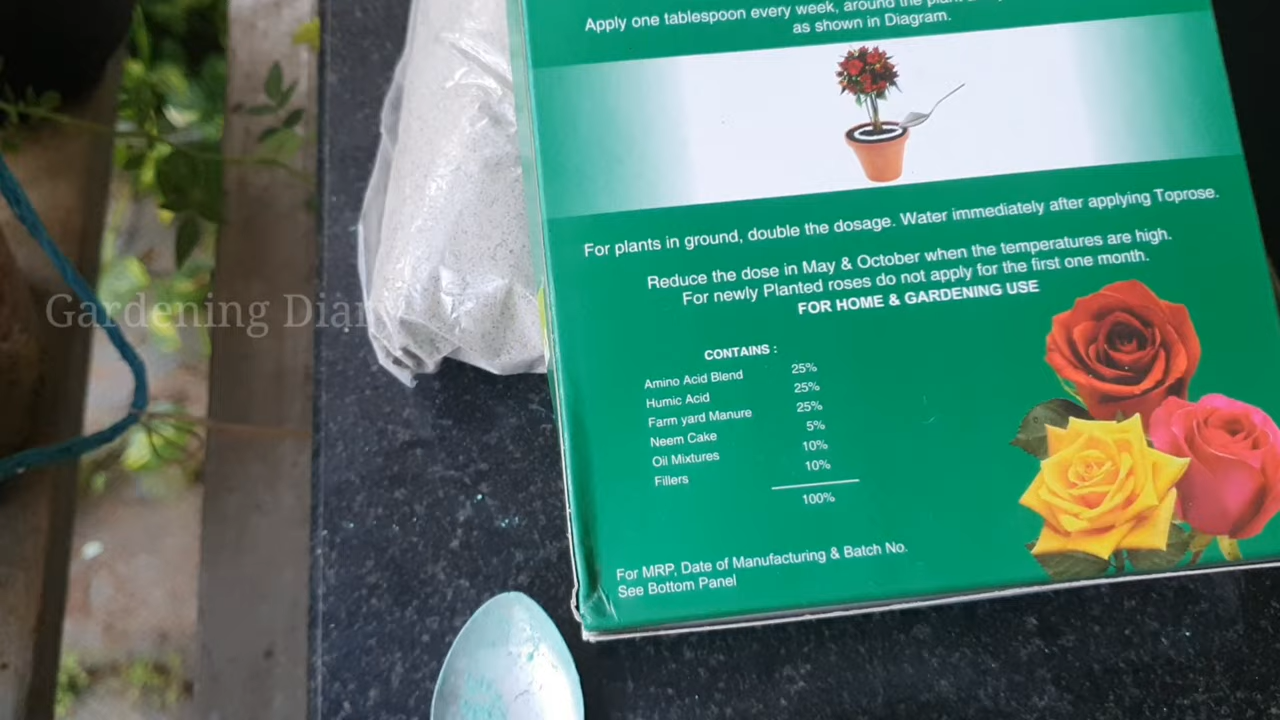 Apply one tablespoon every week, around the plant
as shown in Diagram.
For plants in ground, double the dosage. Water immediately after applying Toprose.
Reduce the dose in May & October when the temperatures are high.
For newly Planted roses do not apply for the first one month.
FOR HOME & GARDENING USE
CONTAINS :
Amino Acid Blend 25%
Humic Acid 25%
Farm yard Manure 25%
Neem Cake 5%
Oil Mixtures 10%
Fillers 10%
100%
For MRP, Date of Manufacturing & Batch No.
See Bottom Panel
Gardening Diary